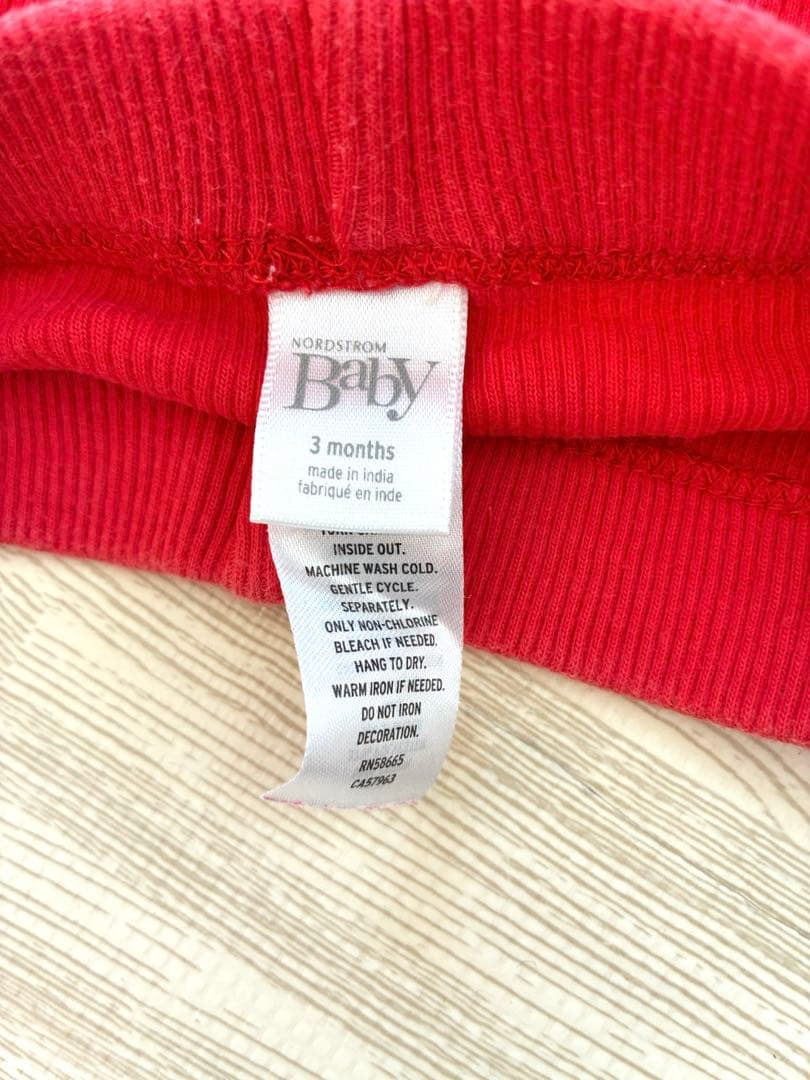 NORDSTROM
Baby
3 months
made in india
fabriqué en inde
INSIDE OUT.
MACHINE WASH COLD.
GENTLE CYCLE.
SEPARATELY.
ONLY NON-CHLORINE
BLEACH IF NEEDED.
HANG TO DRY.
WARM IRON IF NEEDED.
DO NOT IRON
DECORATION.
RN58665
CA57963